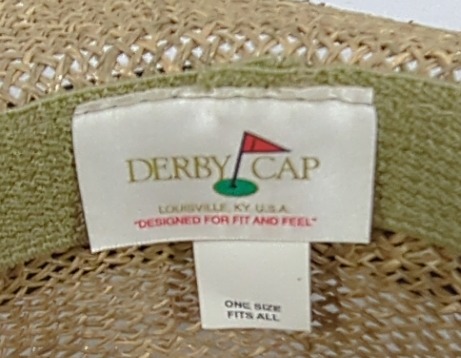 DERBY CAP
LOUISVILLE, KY. U.S.A.
"DESIGNED FOR FIT AND FEEL"
ONE SIZE
FITS ALL